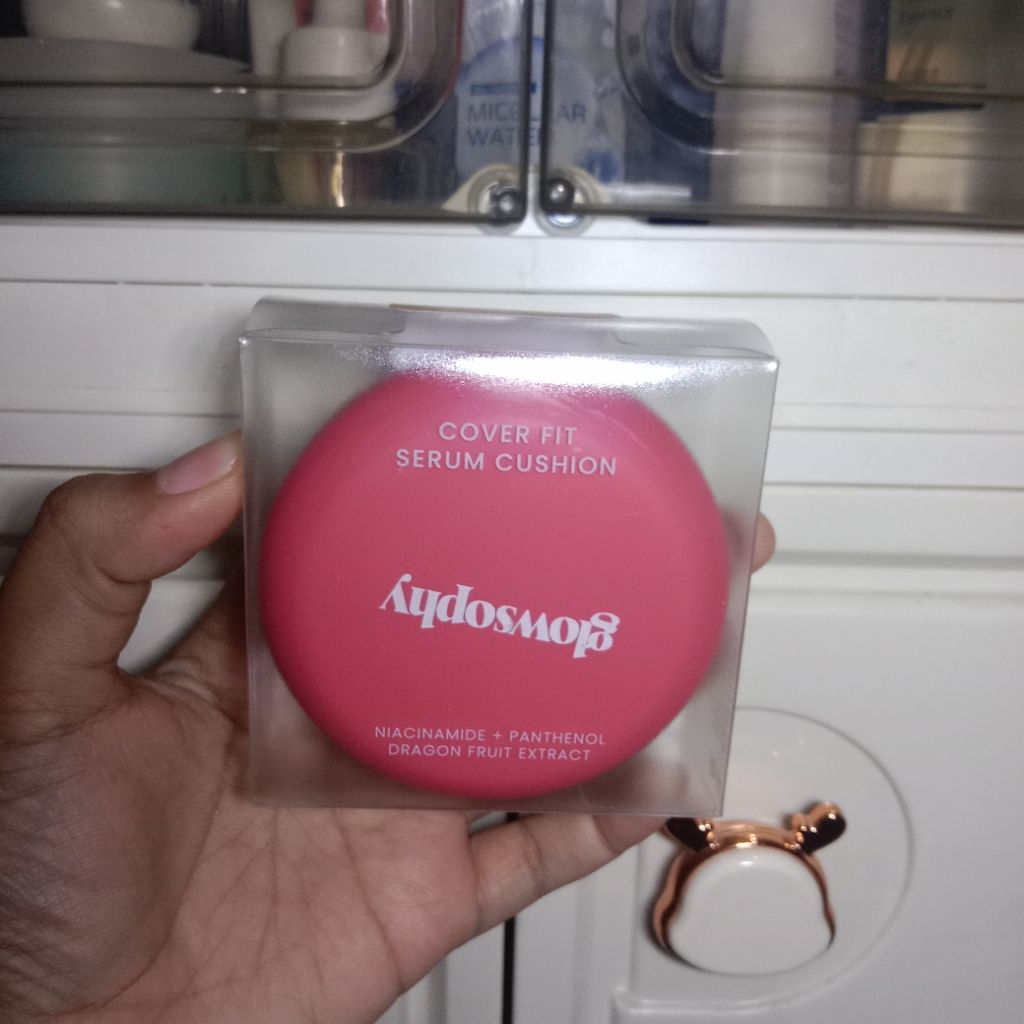 MICELLAR
WATER
COVER FIT
SERUM CUSHION
glowsophy
NIACINAMIDE + PANTHENOL
DRAGON FRUIT EXTRACT